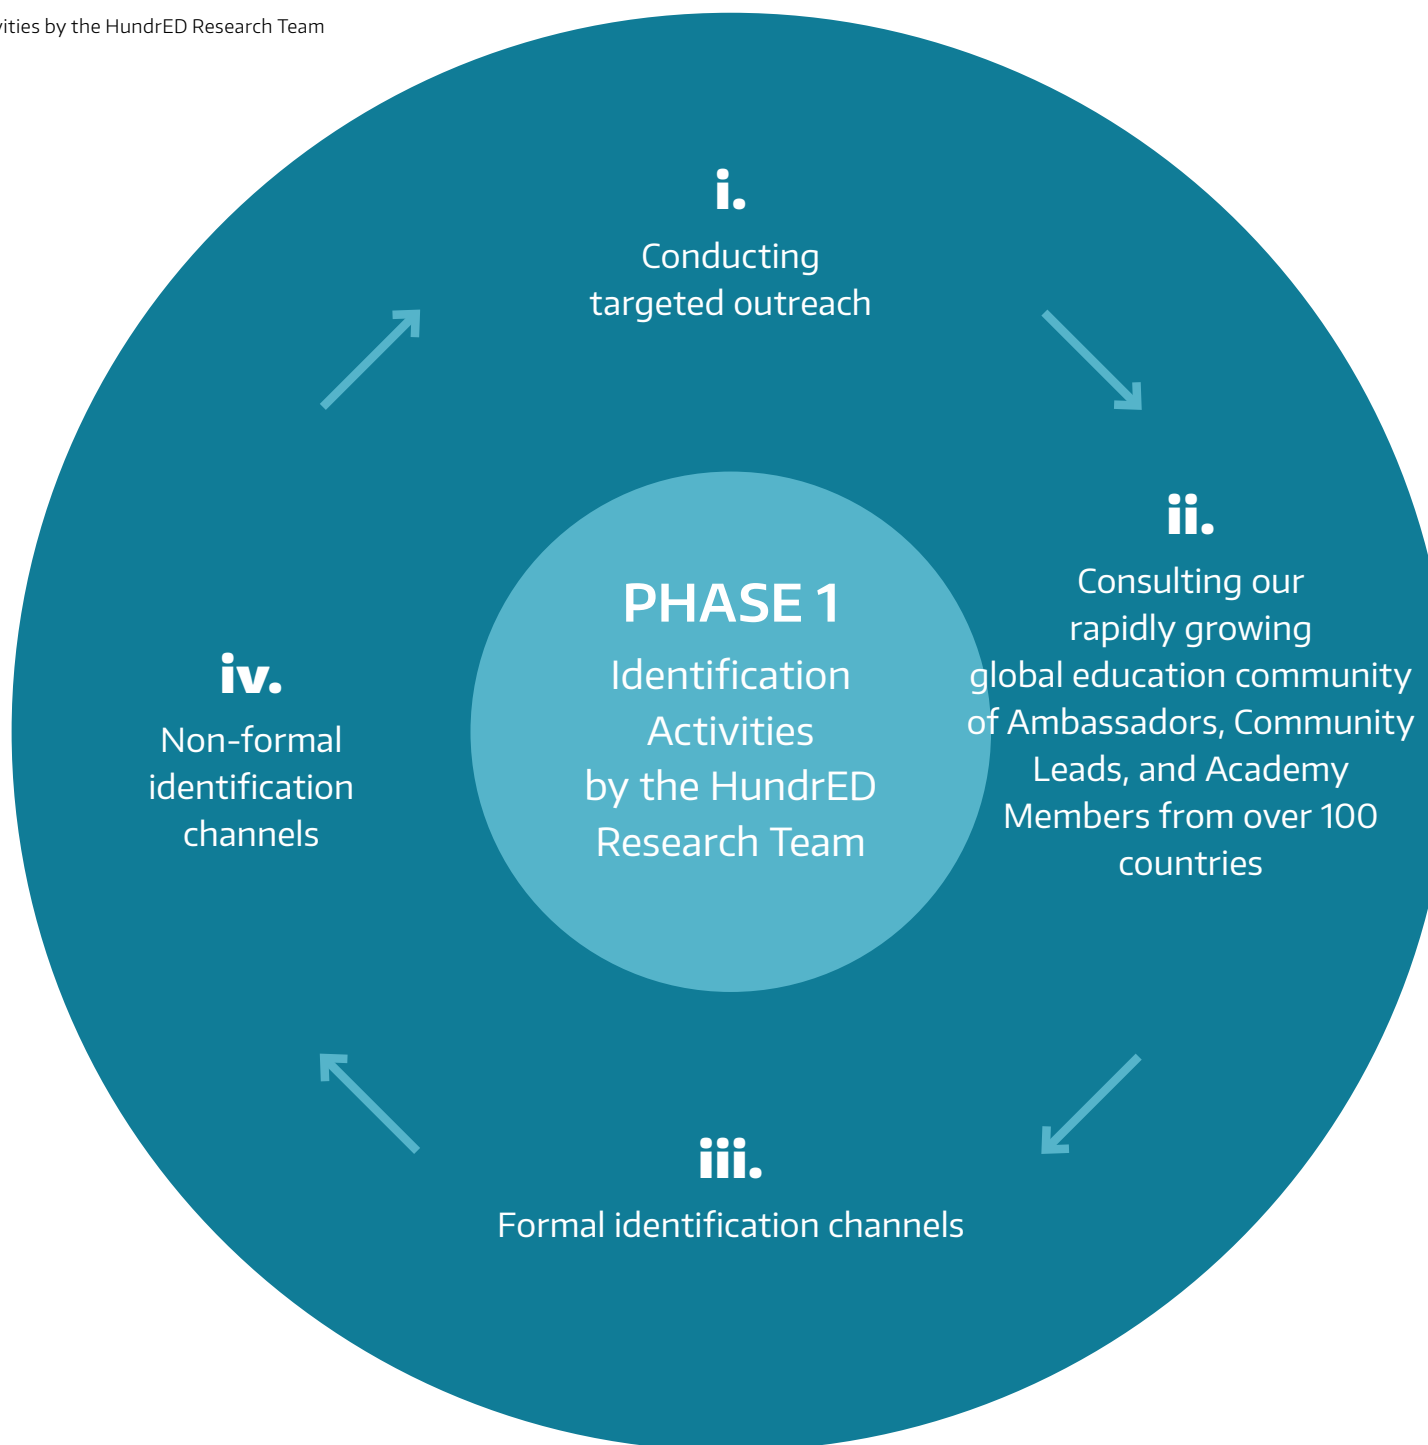 vities by the HundrED Research Team
i.
Conducting
targeted outreach
ii.
Consulting our
rapidly growing
global education community
of Ambassadors, Community
Leads, and Academy
Members from over 100
countries
PHASE 1
Identification
Activities
by the HundrED
Research Team
iv.
Non-formal
identification
channels
iii.
Formal identification channels